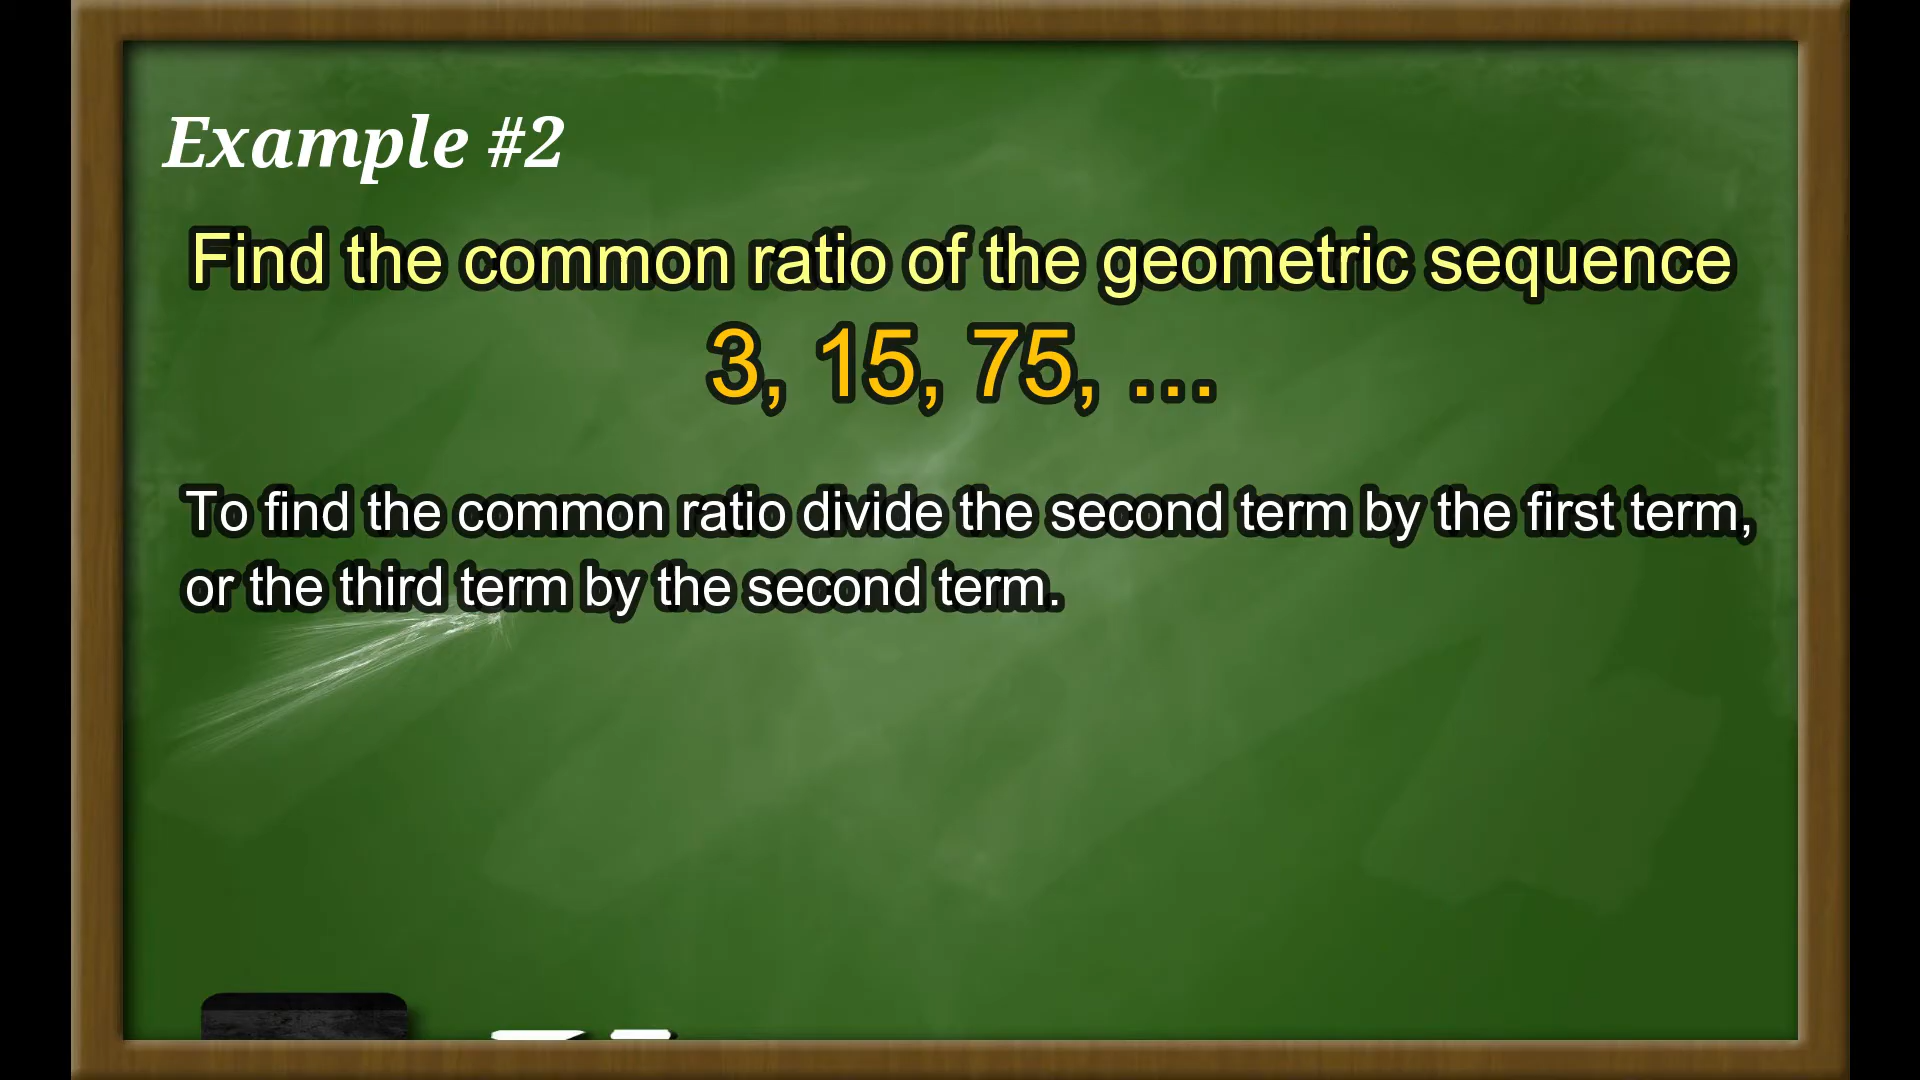 Example #2
Find the common ratio of the geometric sequence
3, 15, 75, ...
To find the common ratio divide the second term by the first term,
or the third term by the second term.